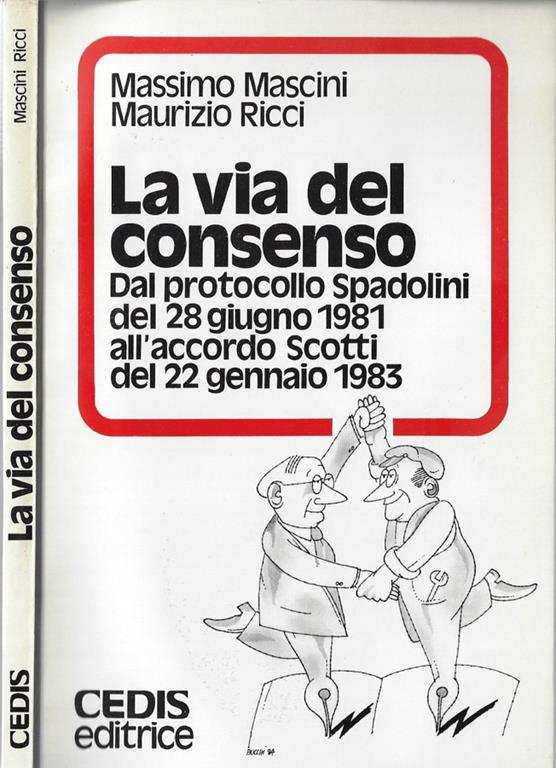 Mascini Ricci
La via del consenso
CEDIS
Massimo Mascini
Maurizio Ricci
La via del
consenso
Dal protocollo Spadolini
del 28 giugno 1981
all'accordo Scotti
del 22 gennaio 1983
CEDIS
editrice